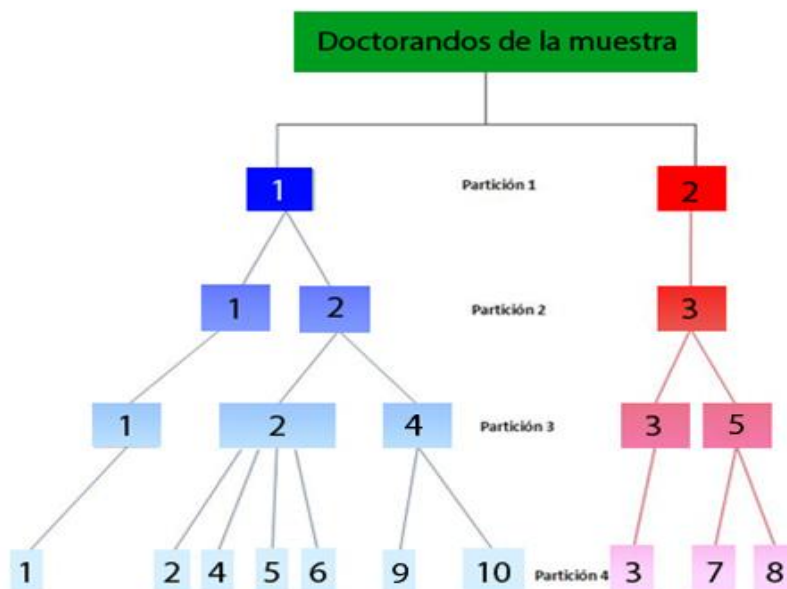 Doctorandos de la muestra
1 Partición 1 2
1 2 Partición 2 3
1 2 4 Partición 3 3 5
1 2 4 5 6 9 10 Partición 4 3 7 8